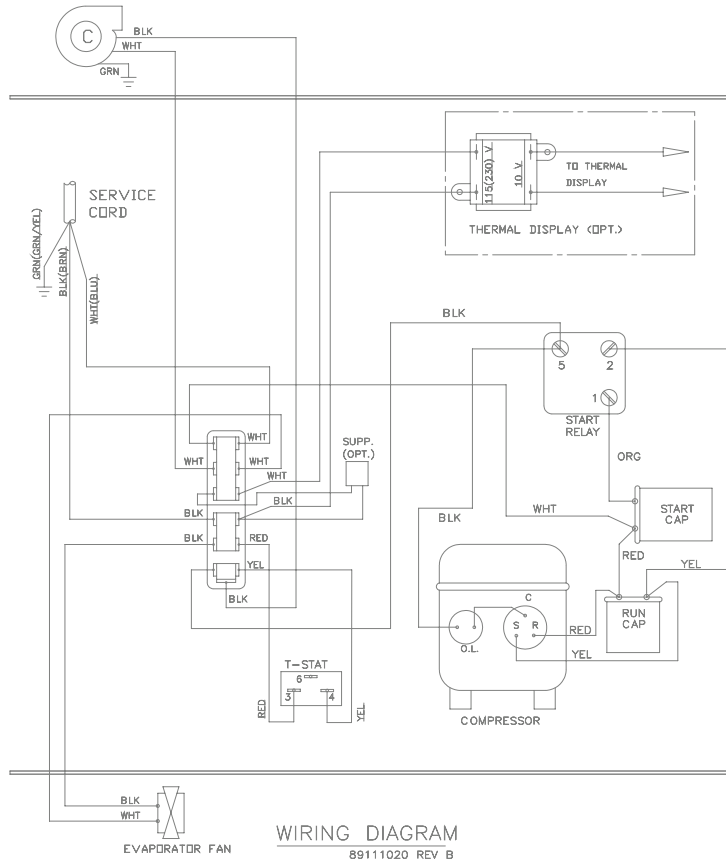 C
BLK
WHT
GRN
SERVICE
CORD
GRN(GRN/YEL)
BLK(BRN)
WHT(BLU)
115(230) V
10 V
TO THERMAL
DISPLAY
THERMAL DISPLAY (OPT.)
BLK
5
2
1
START
RELAY
WHT
WHT
WHT
WHT
SUPP.
(OPT.)
ORG
BLK
BLK
BLK
RED
YEL
BLK
BLK
WHT
START
CAP
RED
YEL
C
S
R
O.L.
RED
RUN
CAP
YEL
COMPRESSOR
T-STAT
6
3
4
RED
YEL
BLK
WHT
EVAPORATOR FAN
WIRING DIAGRAM
89111020 REV B